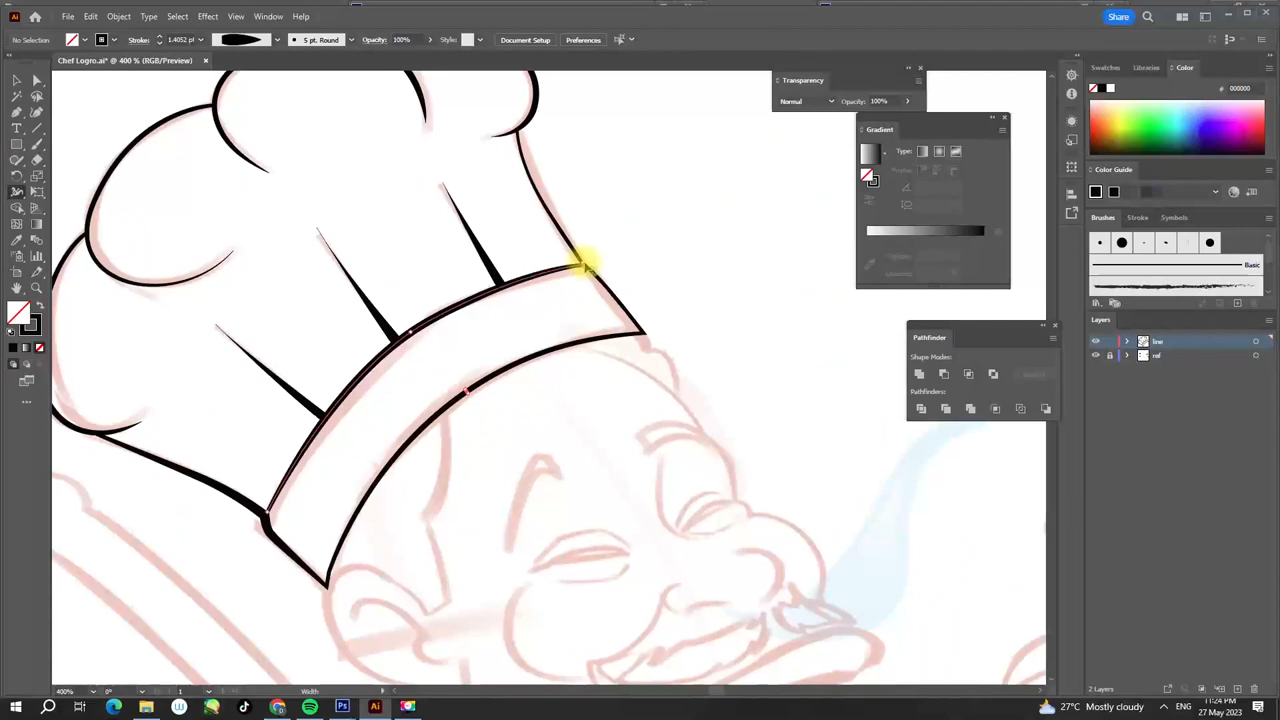 File Edit Object Type Select Effect View Window Help
Share
No Selection
Stroke: 1.4052 pt
5 pt. Round
Opacity: 100%
Style:
Document Setup
Preferences
Chef Logro.ai* @ 400 % (RGB/Preview)
Transparency
Normal
Opacity: 100%
Gradient
Type:
Swatches
Libraries
Color
# 000000
Color Guide
Brushes
Stroke
Symbols
Basic
Layers
line
ref
Pathfinder
Shape Modes:
Pathfinders:
400%
0°
1
Width
2 Layers
27°C Mostly cloudy
ENG
11:24 PM
27 May 2023